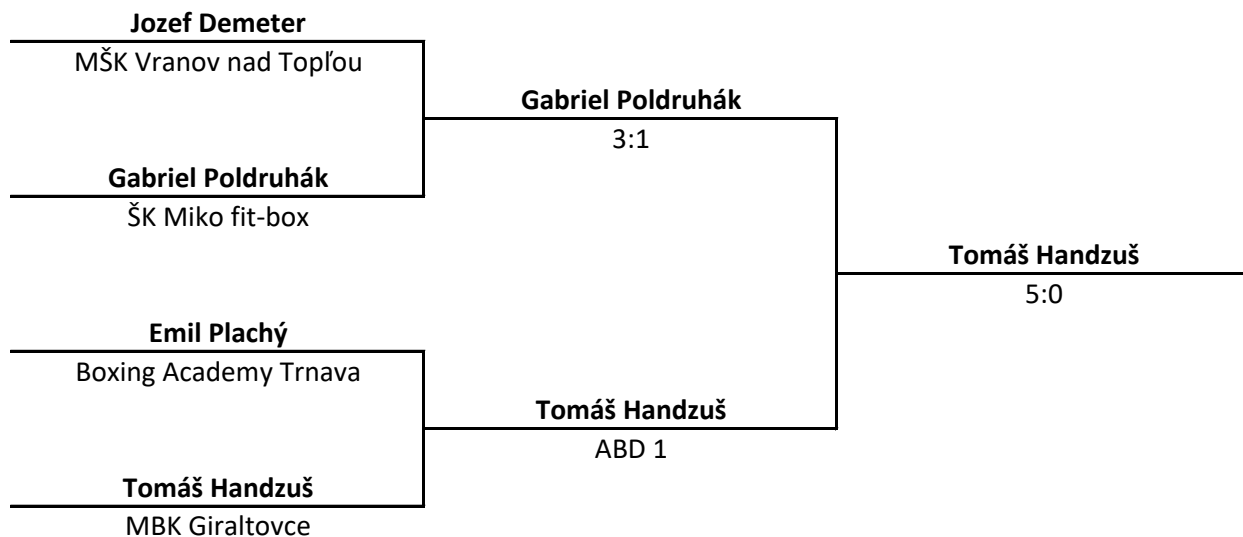 Jozef Demeter
MŠK Vranov nad Topľou
Gabriel Poldruhák
3:1
Gabriel Poldruhák
ŠK Miko fit-box
Tomáš Handzuš
5:0
Emil Plachý
Boxing Academy Trnava
Tomáš Handzuš
ABD 1
Tomáš Handzuš
MBK Giraltovce